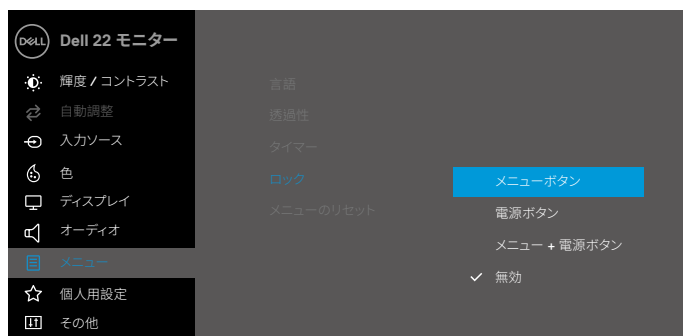 DELL Dell 22 モニター
輝度 / コントラスト
自動調整
入力ソース
色
ディスプレイ
オーディオ
メニュー
個人用設定
その他
言語
透過性
タイマー
ロック
メニューのリセット
メニューボタン
電源ボタン
メニュー + 電源ボタン
無効